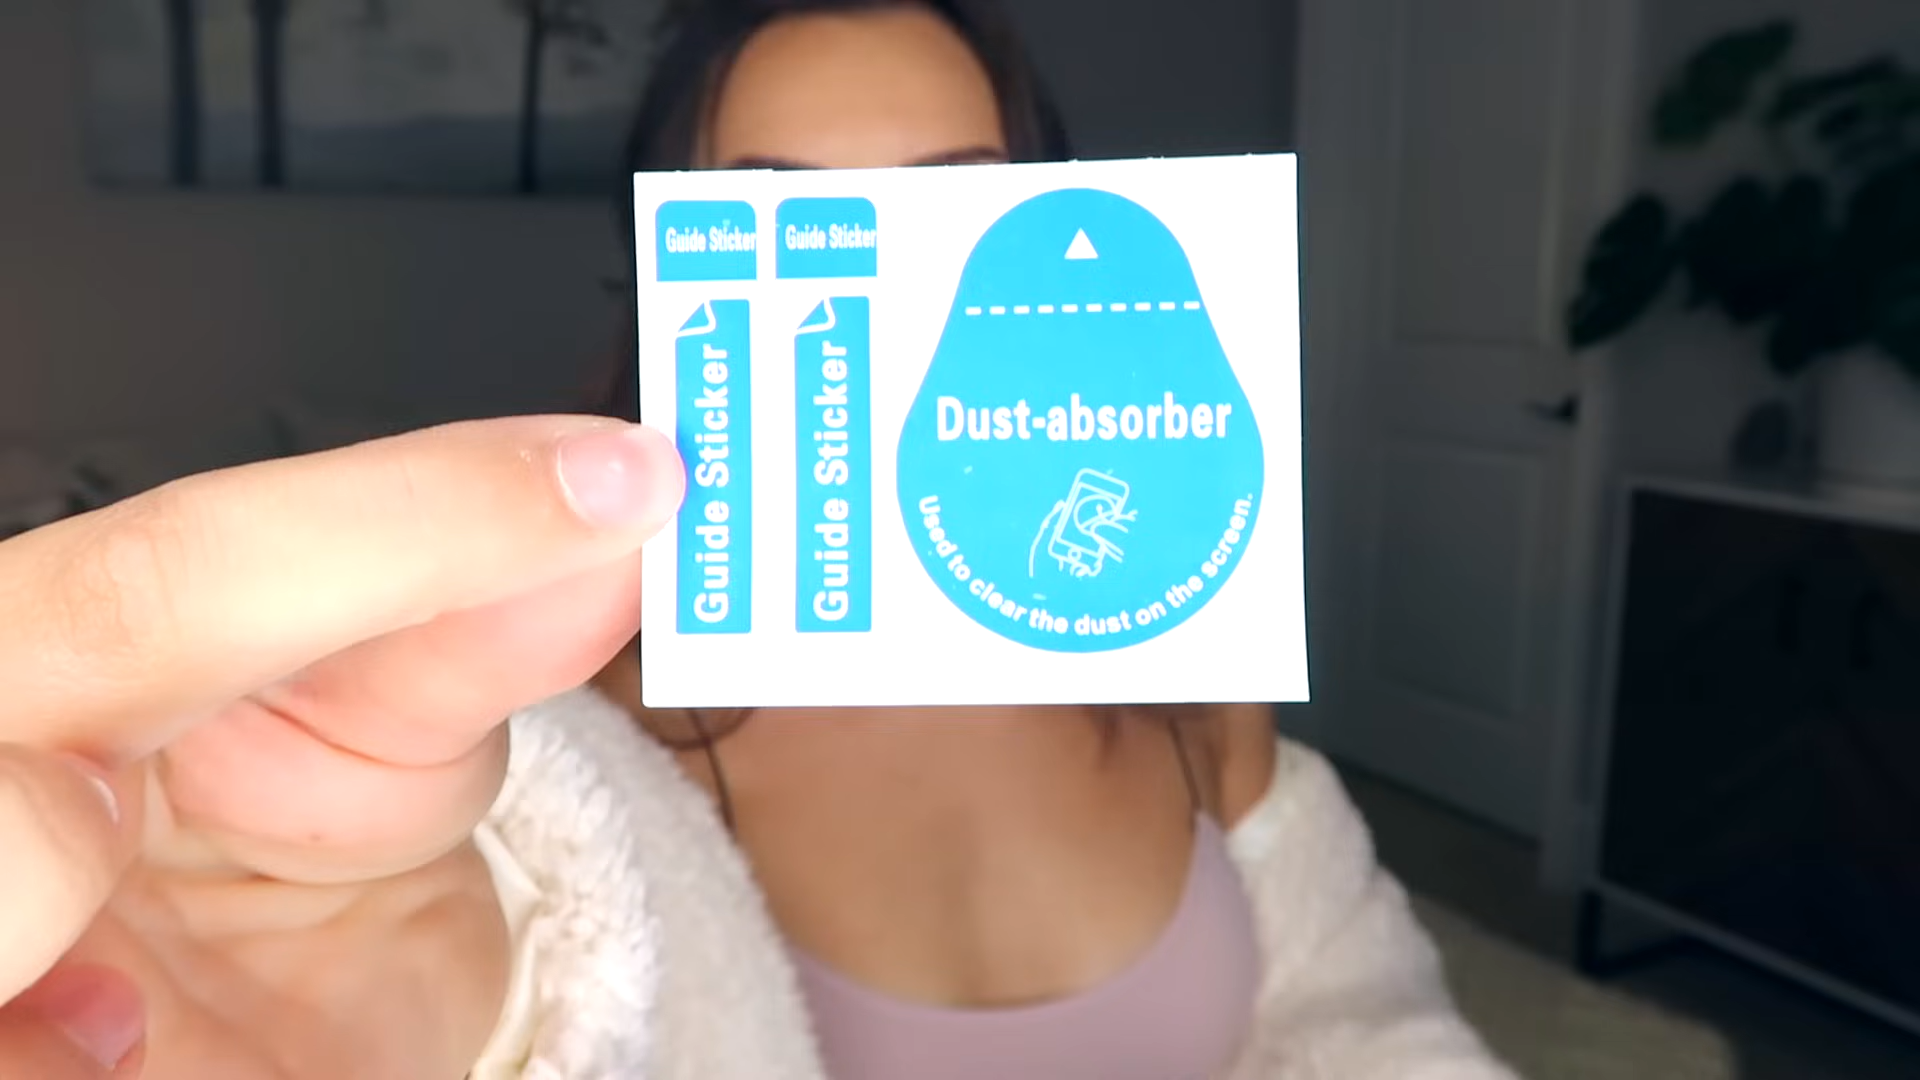 Guide Sticker
Guide Sticker
Guide Sticker
Guide Sticker
Dust-absorber
Used to clear the dust on the screen.